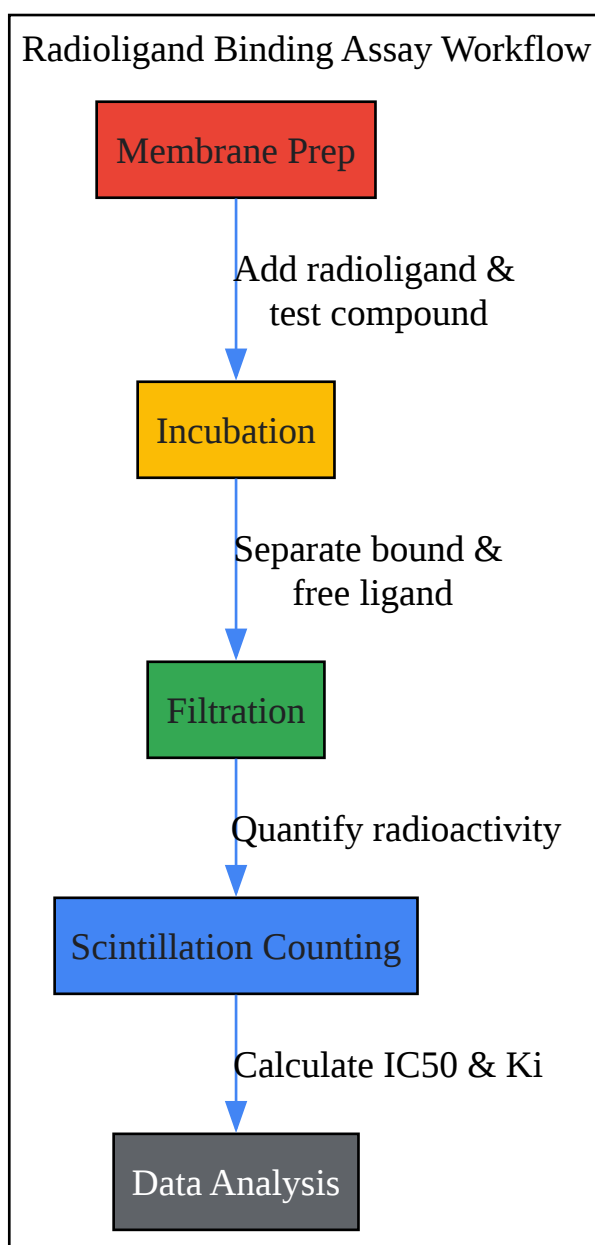 Radioligand Binding Assay Workflow
Membrane Prep
Add radioligand &
test compound
Incubation
Separate bound &
free ligand
Filtration
Quantify radioactivity
Scintillation Counting
Calculate IC50 & Ki
Data Analysis